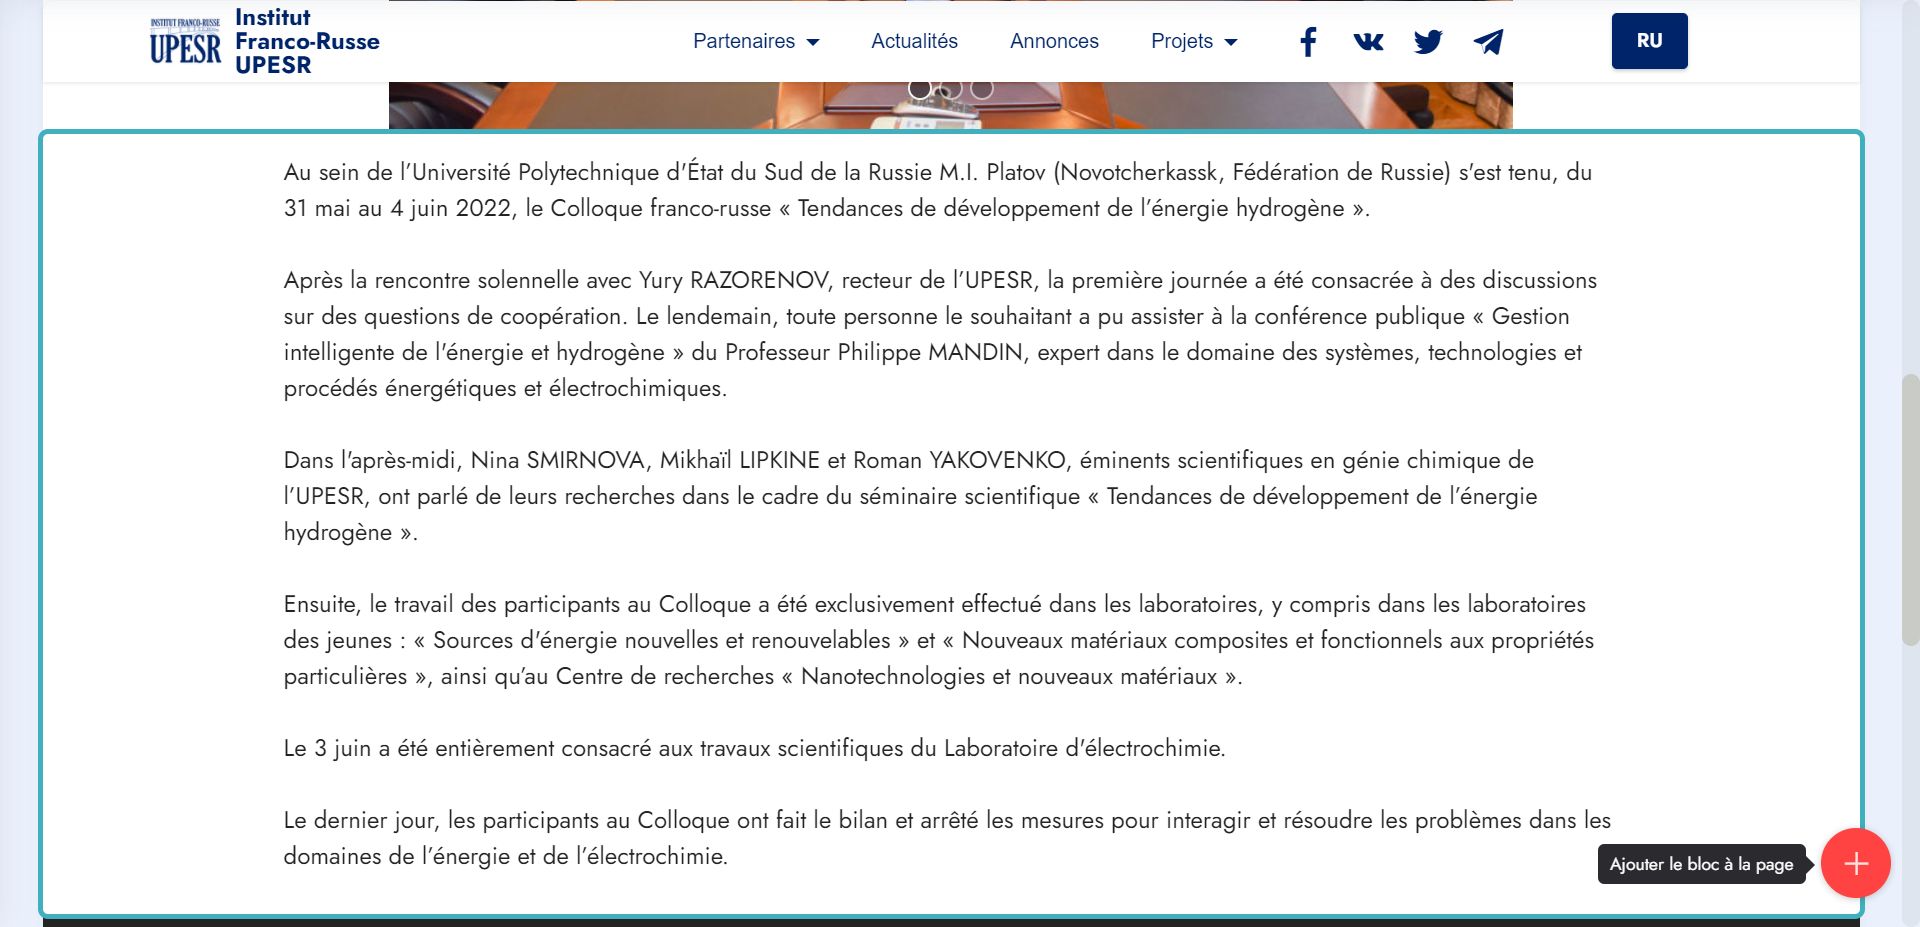 INSTITUT FRANCO-RUSSE
UPESR
Institut
Franco-Russe
UPESR
Partenaires
Actualités
Annonces
Projets
RU
Au sein de l’Université Polytechnique d'État du Sud de la Russie M.I. Platov (Novotcherkassk, Fédération de Russie) s'est tenu, du
31 mai au 4 juin 2022, le Colloque franco-russe « Tendances de développement de l’énergie hydrogène ».
Après la rencontre solennelle avec Yury RAZORENOV, recteur de l’UPESR, la première journée a été consacrée à des discussions
sur des questions de coopération. Le lendemain, toute personne le souhaitant a pu assister à la conférence publique « Gestion
intelligente de l'énergie et hydrogène » du Professeur Philippe MANDIN, expert dans le domaine des systèmes, technologies et
procédés énergétiques et électrochimiques.
Dans l'après-midi, Nina SMIRNOVA, Mikhaïl LIPKINE et Roman YAKOVENKO, éminents scientifiques en génie chimique de
l’UPESR, ont parlé de leurs recherches dans le cadre du séminaire scientifique « Tendances de développement de l’énergie
hydrogène ».
Ensuite, le travail des participants au Colloque a été exclusivement effectué dans les laboratoires, y compris dans les laboratoires
des jeunes : « Sources d'énergie nouvelles et renouvelables » et « Nouveaux matériaux composites et fonctionnels aux propriétés
particulières », ainsi qu’au Centre de recherches « Nanotechnologies et nouveaux matériaux ».
Le 3 juin a été entièrement consacré aux travaux scientifiques du Laboratoire d'électrochimie.
Le dernier jour, les participants au Colloque ont fait le bilan et arrêté les mesures pour interagir et résoudre les problèmes dans les
domaines de l’énergie et de l’électrochimie.
Ajouter le bloc à la page